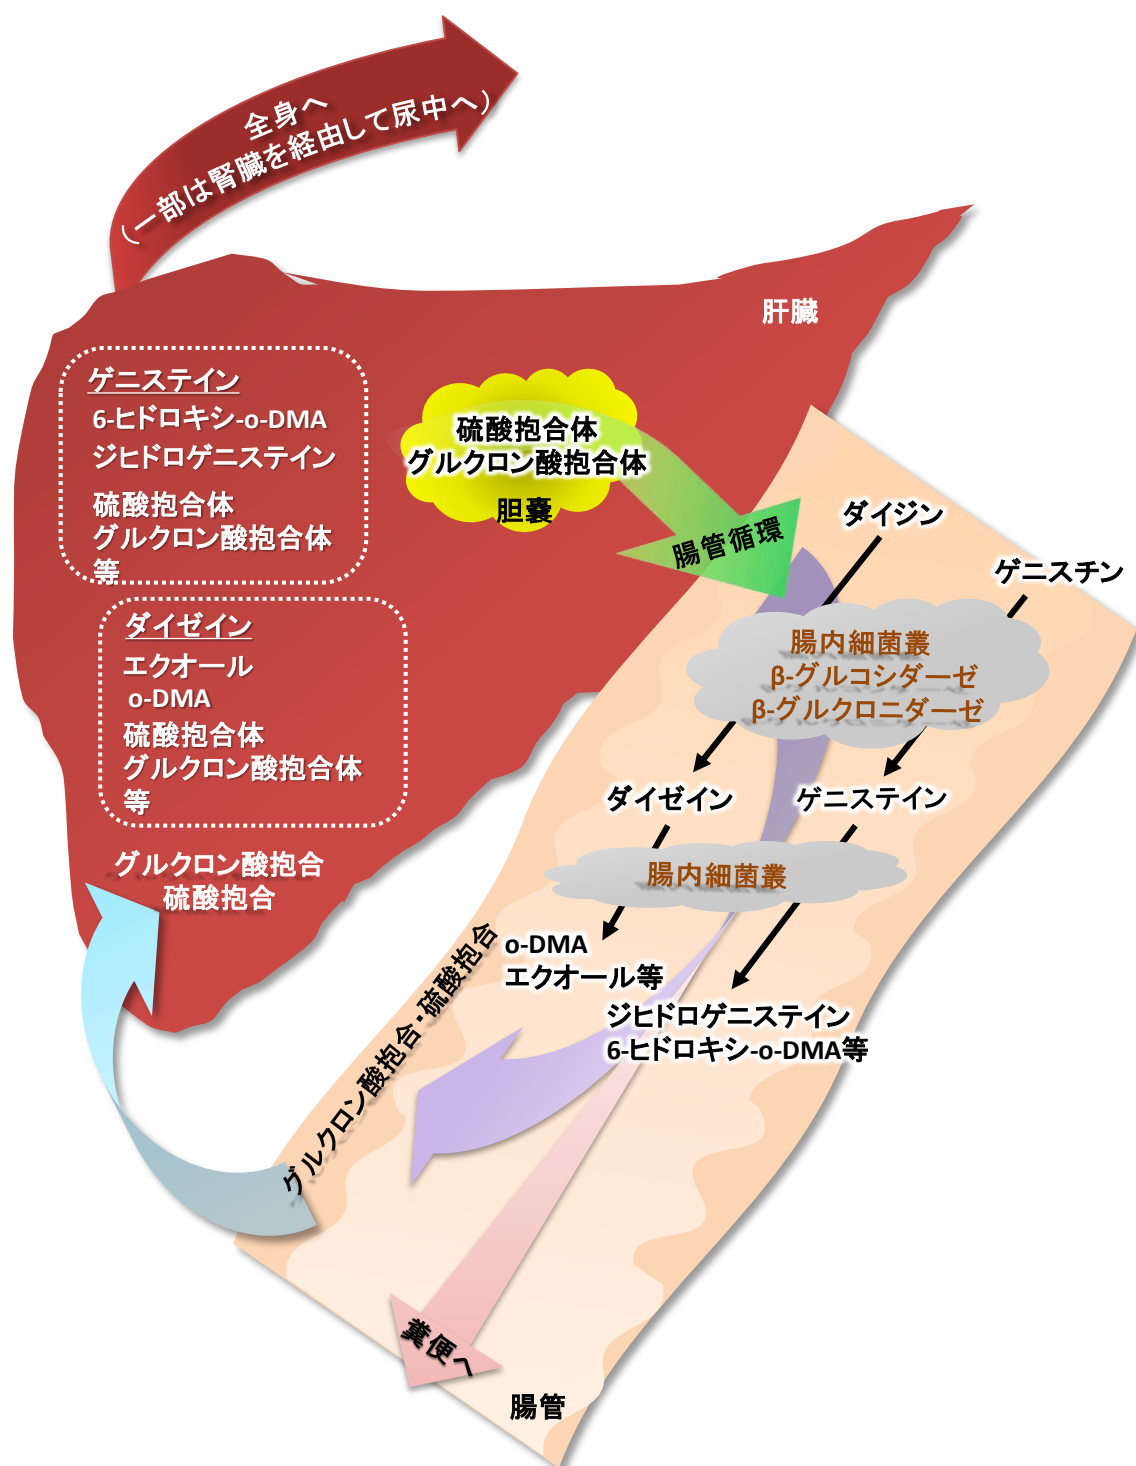 全身へ
（一部は腎臓を経由して尿中へ）
肝臓
ゲニステイン
6-ヒドロキシ-o-DMA
ジヒドロゲニステイン
硫酸抱合体
グルクロン酸抱合体
等
硫酸抱合体
グルクロン酸抱合体
胆嚢
腸管循環
ダイジン
ゲニスチン
腸内細菌叢
β-グルコシダーゼ
β-グルクロニダーゼ
ダイゼイン
エクオール
o-DMA
硫酸抱合体
グルクロン酸抱合体
等
ダイゼイン
ゲニステイン
腸内細菌叢
グルクロン酸抱合
硫酸抱合
o-DMA
エクオール等
ジヒドロゲニステイン
6-ヒドロキシ-o-DMA等
グルクロン酸抱合・硫酸抱合
糞便へ
腸管